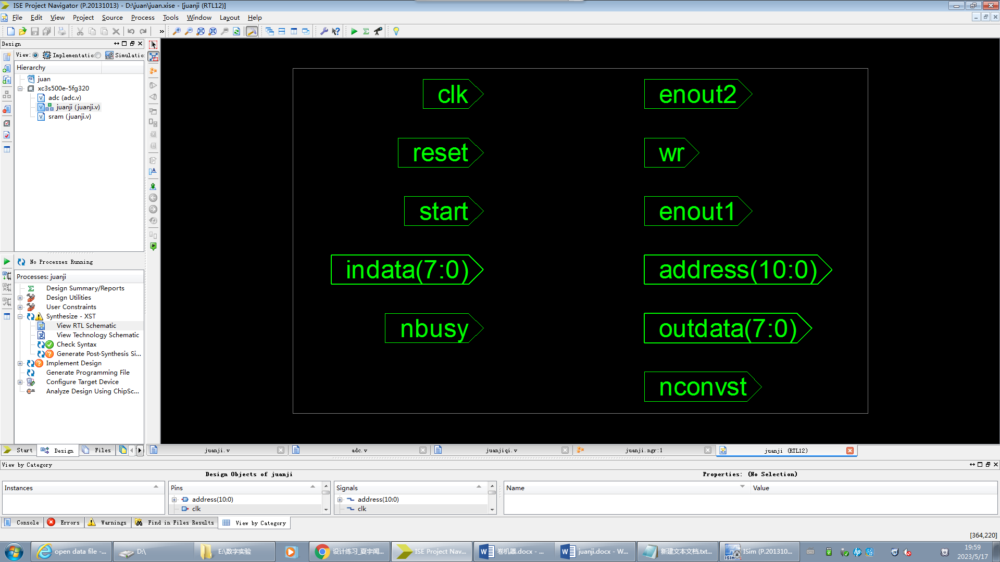 ISE Project Navigator (P.20131013) - D:\juan\juan.xise - [juanji (RTL12)]
File Edit View Project Source Process Tools Window Layout Help
Design
View: Implementatio: Simulatio:
Hierarchy
juan
xc3s500e-5fg320
adc (adc.v)
juanji (juanji.v)
sram (juanji.v)
No Processes Running
Processes: juanji
Design Summary/Reports
Design Utilities
User Constraints
Synthesize - XST
View RTL Schematic
View Technology Schematic
Check Syntax
Generate Post-Synthesis Si...
Implement Design
Generate Programming File
Configure Target Device
Analyze Design Using ChipSc...
Start Design Files
clk
reset
start
indata(7:0)
nbusy
enout2
wr
enout1
address(10:0)
outdata(7:0)
nconvst
juanji.v adc.v juanjiqi.v juanji.ngr:1 juanji (RTL12)
View by Category
Design Objects of juanji Properties: (No Selection)
Instances Pins Signals Name Value
address(10:0) address(10:0)
clk clk
Console Errors Warnings Find in Files Results View by Category
[364,220]
open data file -... D:\ E:\数字实验 设计练习_夏宇闻... ISE Project Nav... 卷机器.docx - ... juanji.docx - W... 新建文本文档.txt... ISim (P.201310...
19:59
2023/5/17